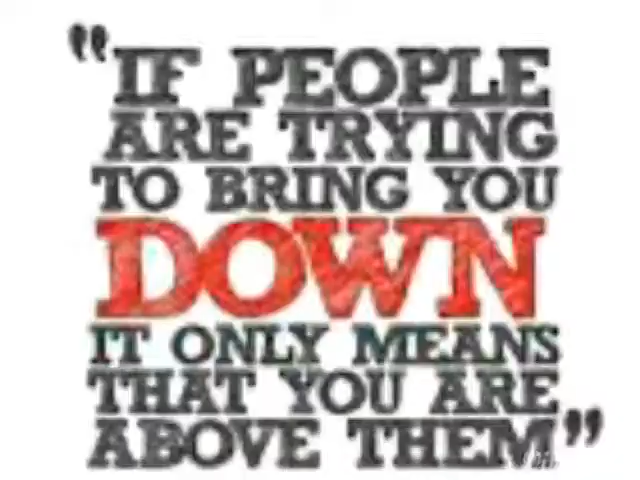 "IF PEOPLE
ARE TRYING
TO BRING YOU
DOWN
IT ONLY MEANS
THAT YOU ARE
ABOVE THEM"